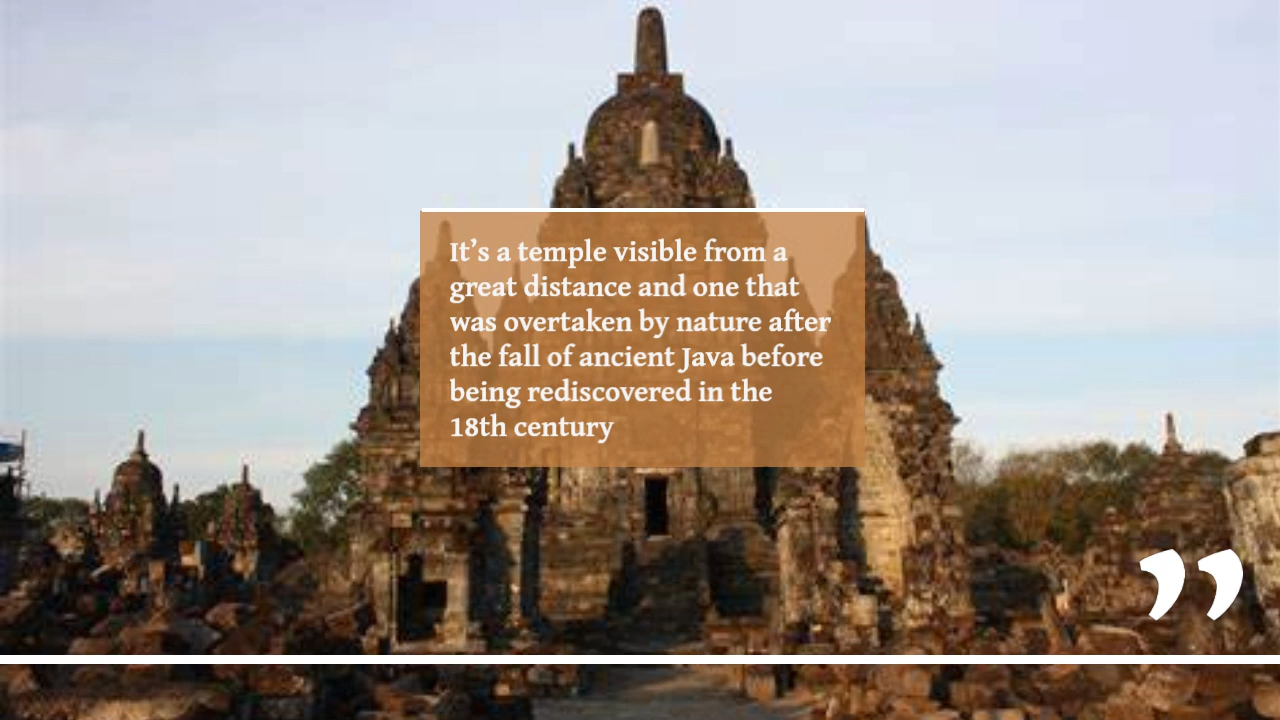 It’s a temple visible from a
great distance and one that
was overtaken by nature after
the fall of ancient Java before
being rediscovered in the
18th century
”